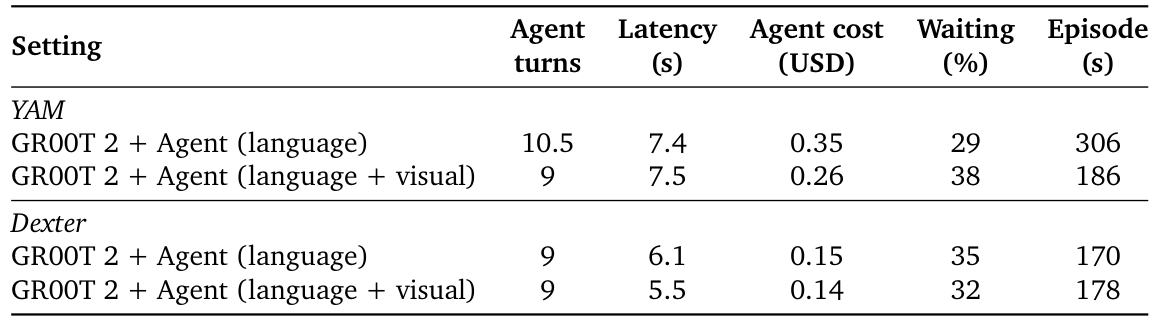 Setting Agent turns Latency (s) Agent cost (USD) Waiting (%) Episode (s)
YAM
GR00T 2 + Agent (language) 10.5 7.4 0.35 29 306
GR00T 2 + Agent (language + visual) 9 7.5 0.26 38 186
Dexter
GR00T 2 + Agent (language) 9 6.1 0.15 35 170
GR00T 2 + Agent (language + visual) 9 5.5 0.14 32 178